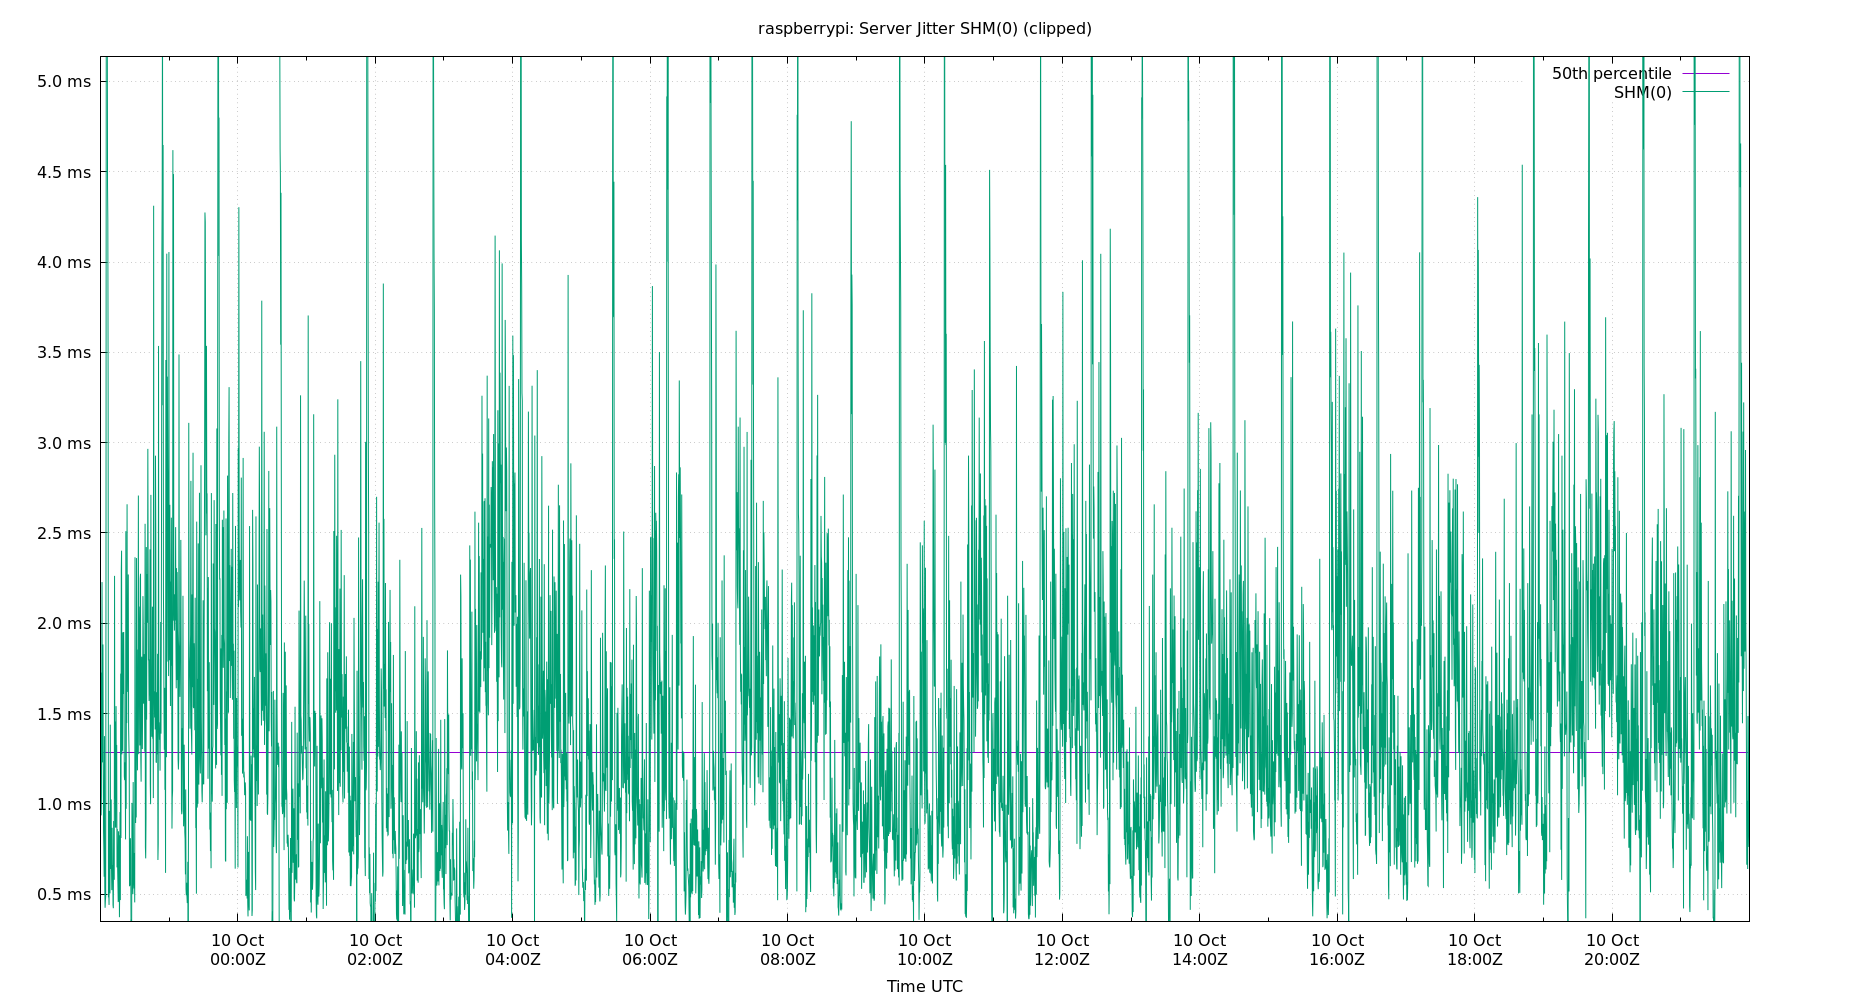 raspberrypi: Server Jitter SHM(0) (clipped)
50th percentile
SHM(0)
5.0 ms
4.5 ms
4.0 ms
3.5 ms
3.0 ms
2.5 ms
2.0 ms
1.5 ms
1.0 ms
0.5 ms
10 Oct 10 Oct 10 Oct 10 Oct 10 Oct 10 Oct 10 Oct 10 Oct 10 Oct 10 Oct 10 Oct
00:00Z 02:00Z 04:00Z 06:00Z 08:00Z 10:00Z 12:00Z 14:00Z 16:00Z 18:00Z 20:00Z
Time UTC